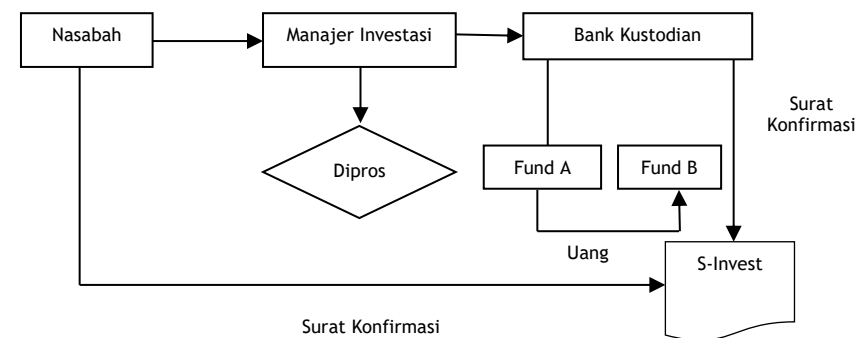 Nasabah
Manajer Investasi
Bank Kustodian
Surat
Konfirmasi
Dipros
Fund A
Fund B
Uang
S-Invest
Surat Konfirmasi